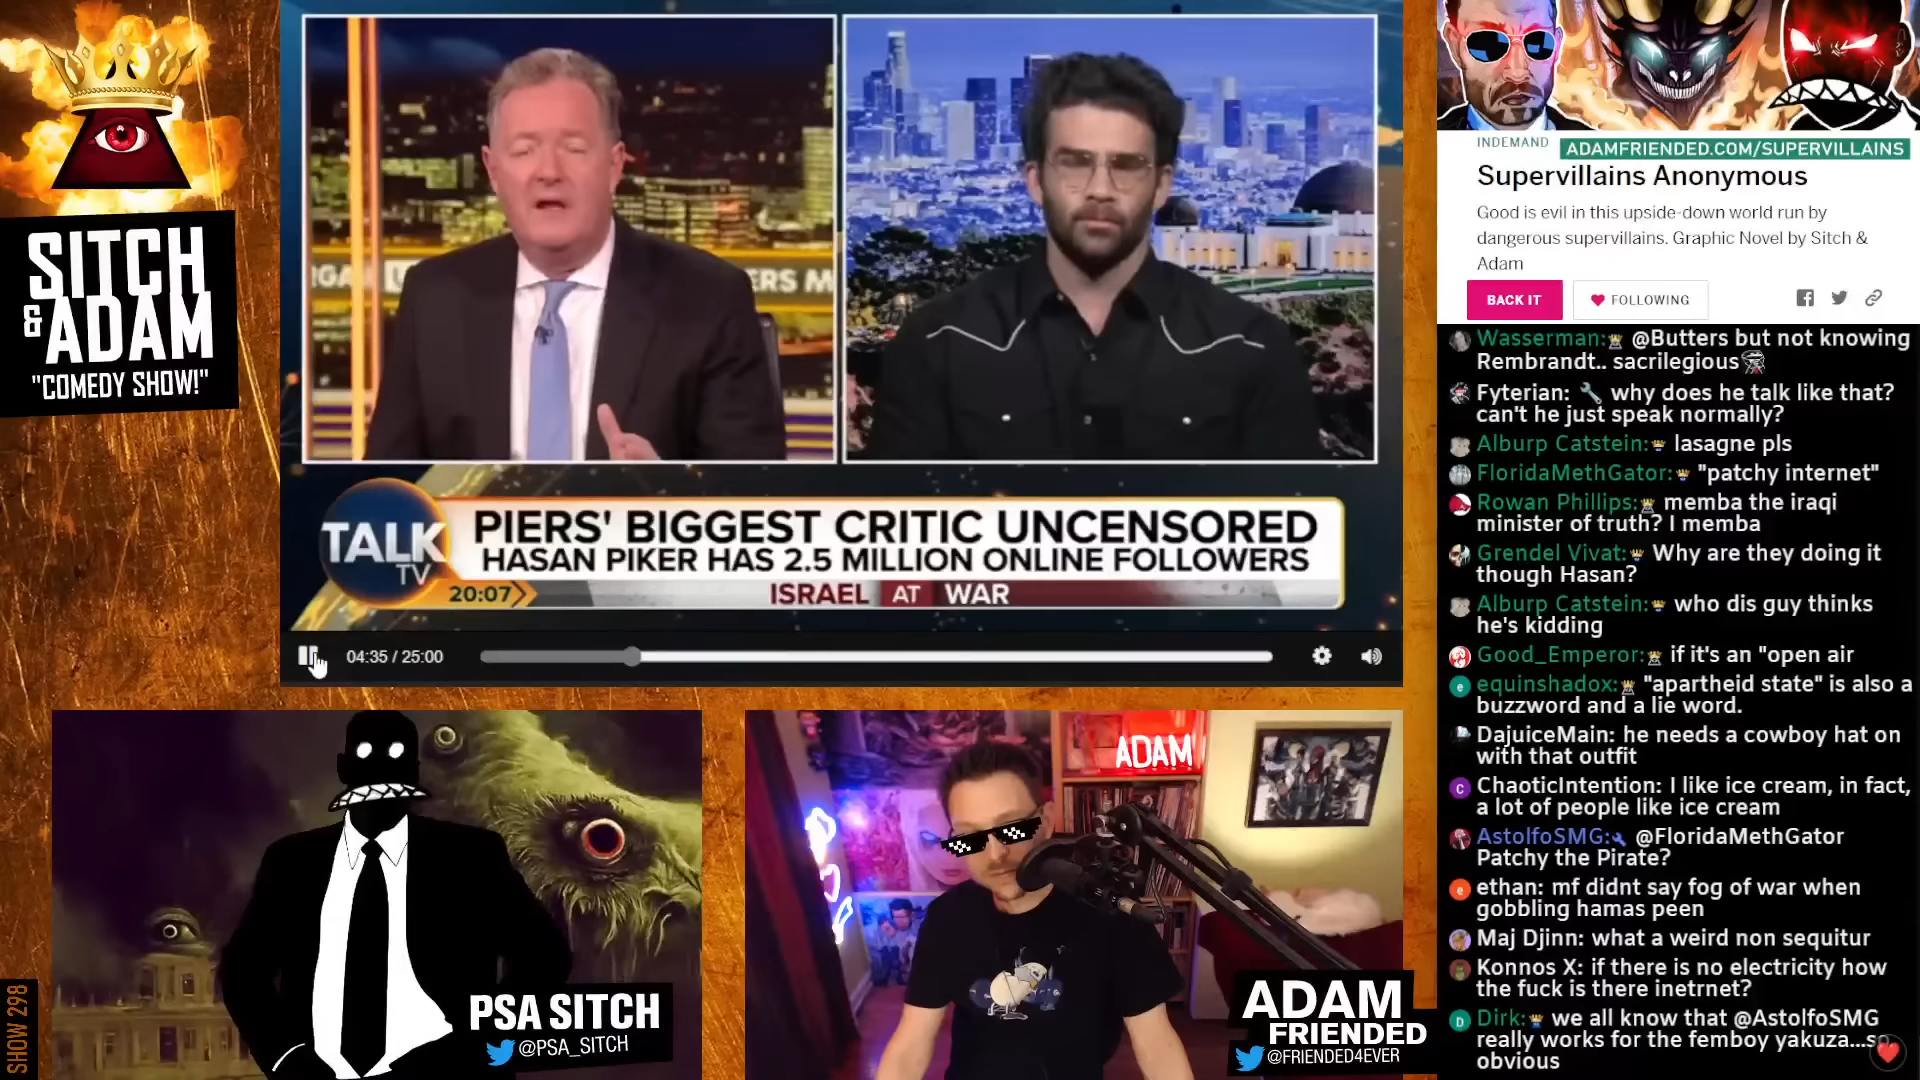 SITCH
& ADAM
"COMEDY SHOW!"
SHOW 298
RGAN
ERS M
TALK
TV
PIERS' BIGGEST CRITIC UNCENSORED
HASAN PIKER HAS 2.5 MILLION ONLINE FOLLOWERS
20:07
ISRAEL AT WAR
04:35 / 25:00
PSA SITCH
@PSA_SITCH
ADAM
ADAM
FRIENDED
@FRIENDED4EVER
INDEMAND
ADAMFRIENDED.COM/SUPERVILLAINS
Supervillains Anonymous
Good is evil in this upside-down world run by
dangerous supervillains. Graphic Novel by Sitch &
Adam
BACK IT
FOLLOWING
Wasserman: @Butters but not knowing
Rembrandt.. sacrilegious
Fyterian: why does he talk like that?
can't he just speak normally?
Alburp Catstein: lasagne pls
FloridaMethGator: "patchy internet"
Rowan Phillips: memba the iraqi
minister of truth? I memba
Grendel Vivat: Why are they doing it
though Hasan?
Alburp Catstein: who dis guy thinks
he's kidding
Good_Emperor: if it's an "open air
e equinshadox: "apartheid state" is also a
buzzword and a lie word.
DajuiceMain: he needs a cowboy hat on
with that outfit
C ChaoticIntention: I like ice cream, in fact,
a lot of people like ice cream
AstolfoSMG: @FloridaMethGator
Patchy the Pirate?
e ethan: mf didnt say fog of war when
gobbling hamas peen
Maj Djinn: what a weird non sequitur
Konnos X: if there is no electricity how
the fuck is there inetrnet?
D Dirk: we all know that @AstolfoSMG
really works for the femboy yakuza...so
obvious